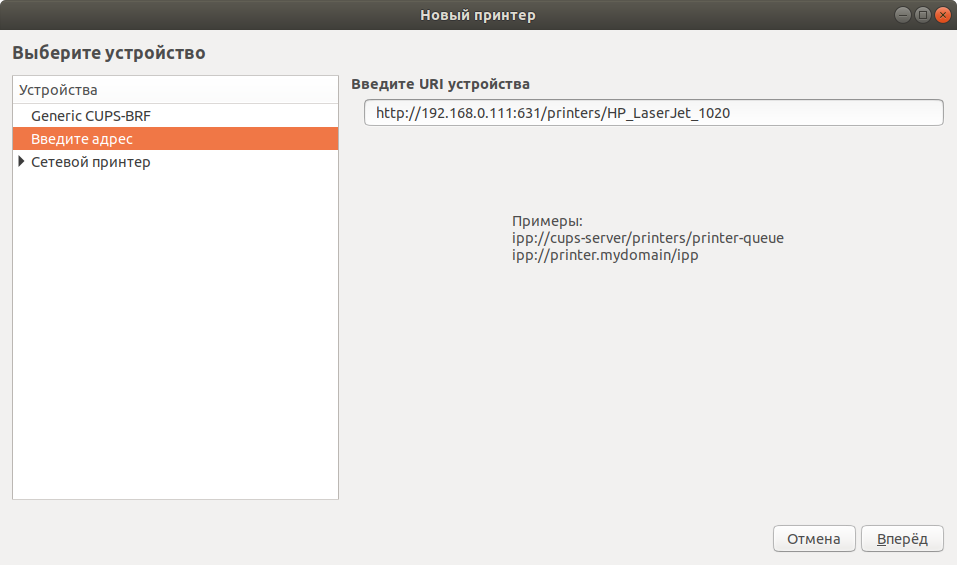 Новый принтер
Выберите устройство
Устройства
Generic CUPS-BRF
Введите адрес
Сетевой принтер
Введите URI устройства
http://192.168.0.111:631/printers/HP_LaserJet_1020
Примеры:
ipp://cups-server/printers/printer-queue
ipp://printer.mydomain/ipp
Отмена
Вперёд